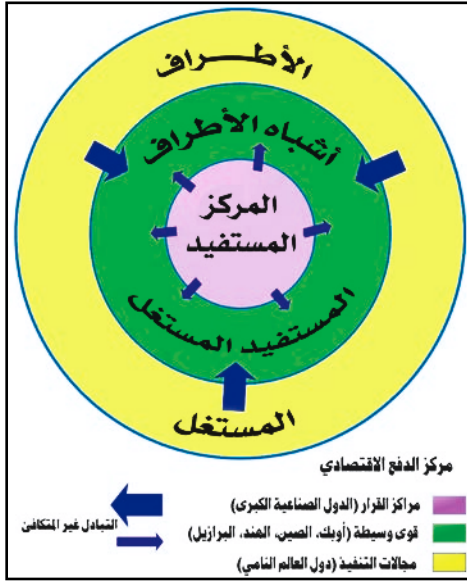 الأطراف
أشباه الأطراف
المركز
المستفيد
المستفيد المستغل
المستغل
مركز الدفع الاقتصادي
مراكز القرار (الدول الصناعية الكبرى)
قوى وسيطة (أوبك، الصين، الهند، البرازيل)
مجالات التنفيذ (دول العالم النامي)
التبادل غير المتكافئ